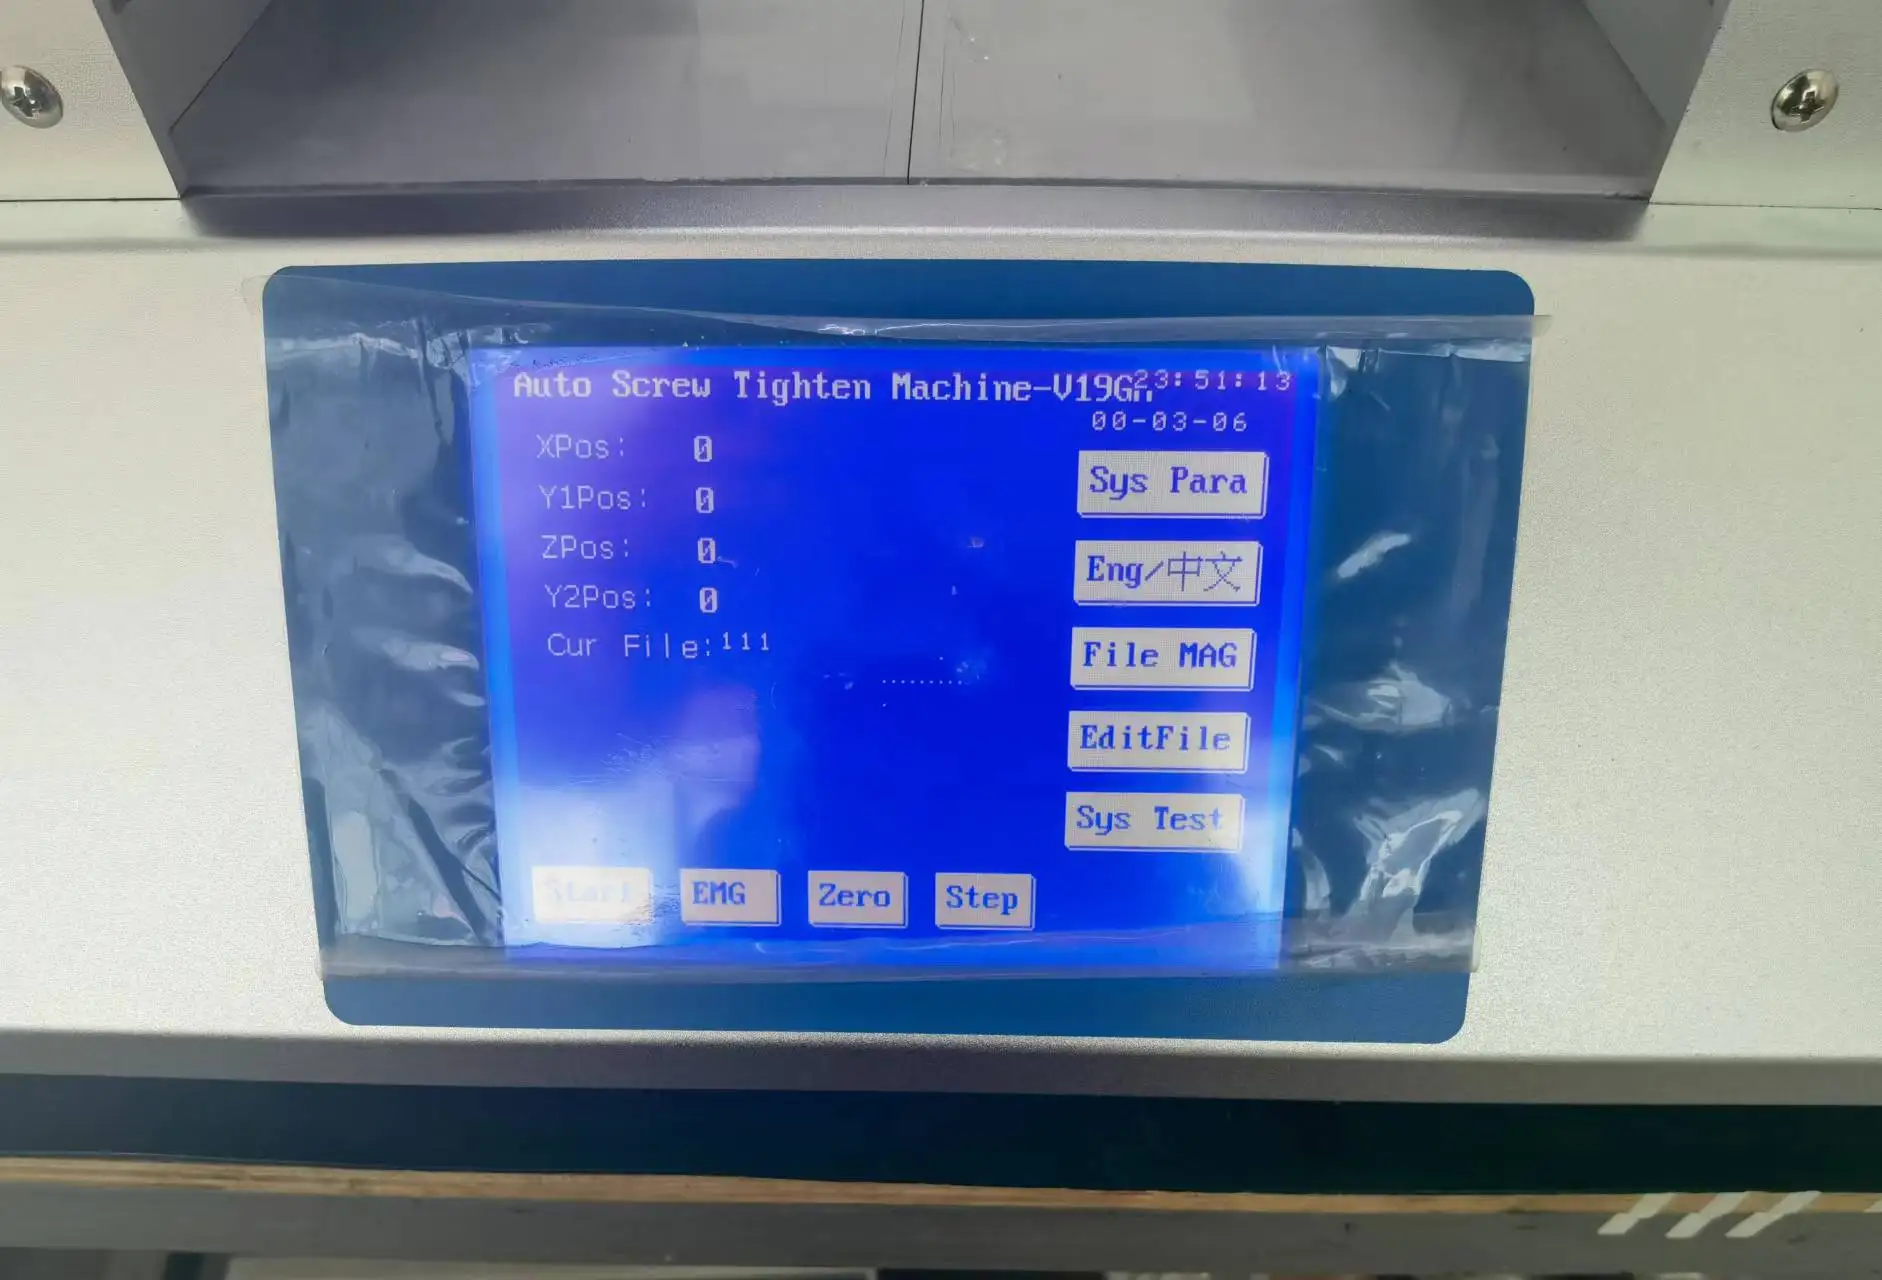 Auto Screw Tighten Machine-V19G
23:51:13
00-03-06
XPos: 0
Y1Pos: 0
ZPos: 0
Y2Pos: 0
Cur File:111
Sys Para
Eng/中文
File MAG
EditFile
Sys Test
Start
EMG
Zero
Step